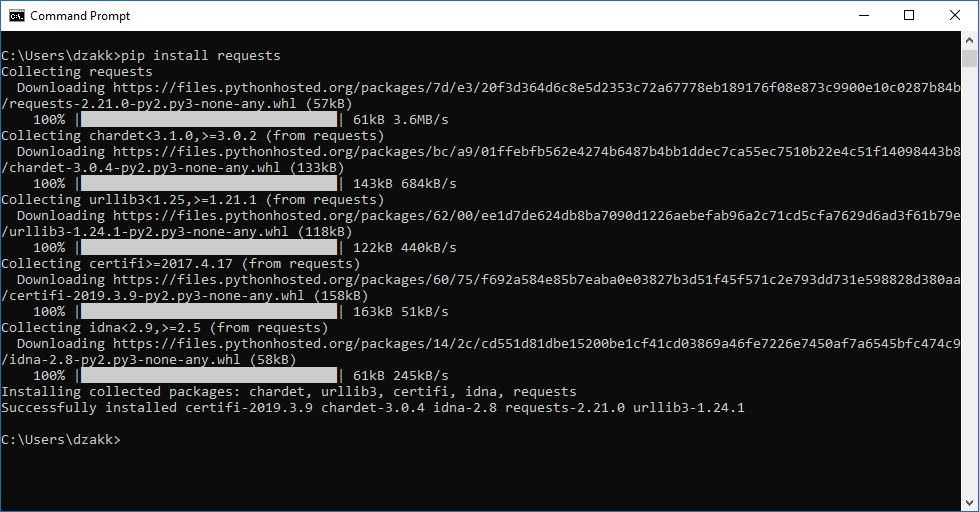 Command Prompt
C:\Users\dzakk>pip install requests
Collecting requests
  Downloading https://files.pythonhosted.org/packages/7d/e3/20f3d364d6c8e5d2353c72a67778eb189176f08e873c9900e10c0287b84b
/requests-2.21.0-py2.py3-none-any.whl (57kB)
    100% |████████████████████████████████| 61kB 3.6MB/s
Collecting chardet<3.1.0,>=3.0.2 (from requests)
  Downloading https://files.pythonhosted.org/packages/bc/a9/01ffebfb562e4274b6487b4bb1ddec7ca55ec7510b22e4c51f14098443b8
/chardet-3.0.4-py2.py3-none-any.whl (133kB)
    100% |████████████████████████████████| 143kB 684kB/s
Collecting urllib3<1.25,>=1.21.1 (from requests)
  Downloading https://files.pythonhosted.org/packages/62/00/ee1d7de624db8ba7090d1226aebefab96a2c71cd5cfa7629d6ad3f61b79e
/urllib3-1.24.1-py2.py3-none-any.whl (118kB)
    100% |████████████████████████████████| 122kB 440kB/s
Collecting certifi>=2017.4.17 (from requests)
  Downloading https://files.pythonhosted.org/packages/60/75/f692a584e85b7eaba0e03827b3d51f45f571c2e793dd731e598828d380aa
/certifi-2019.3.9-py2.py3-none-any.whl (158kB)
    100% |████████████████████████████████| 163kB 51kB/s
Collecting idna<2.9,>=2.5 (from requests)
  Downloading https://files.pythonhosted.org/packages/14/2c/cd551d81dbe15200be1cf41cd03869a46fe7226e7450af7a6545bfc474c9
/idna-2.8-py2.py3-none-any.whl (58kB)
    100% |████████████████████████████████| 61kB 245kB/s
Installing collected packages: chardet, urllib3, certifi, idna, requests
Successfully installed certifi-2019.3.9 chardet-3.0.4 idna-2.8 requests-2.21.0 urllib3-1.24.1
C:\Users\dzakk>